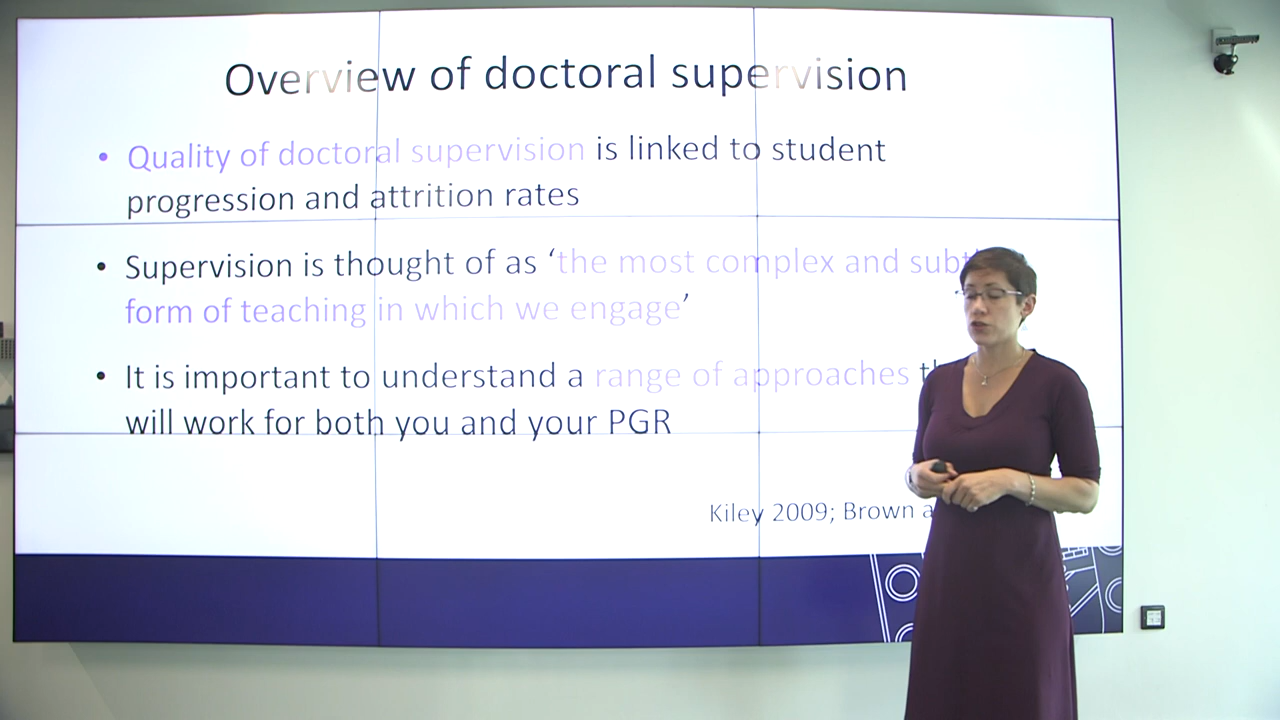 Overview of doctoral supervision
• Quality of doctoral supervision is linked to student
progression and attrition rates
• Supervision is thought of as ‘the most complex and
form of teaching in which we engage’
• It is important to understand a range of approaches
will work for both you and your PGR
Kiley 2009; Brown